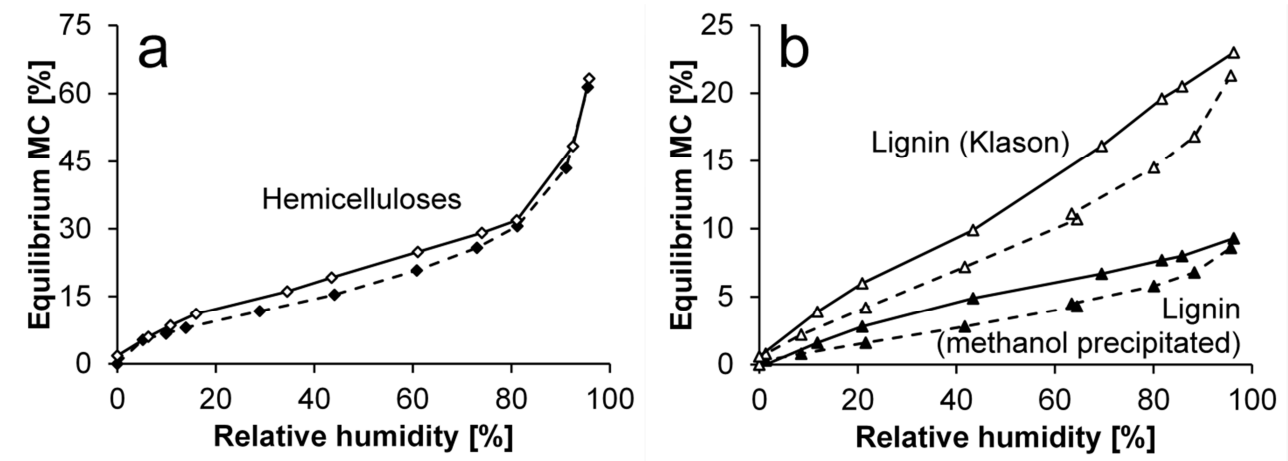 a
75
60
45
30
15
0
Equilibrium MC [%]
Hemicelluloses
0 20 40 60 80 100
Relative humidity [%]
b
25
20
15
10
5
0
Equilibrium MC [%]
Lignin (Klason)
Lignin
(methanol precipitated)
0 20 40 60 80 100
Relative humidity [%]